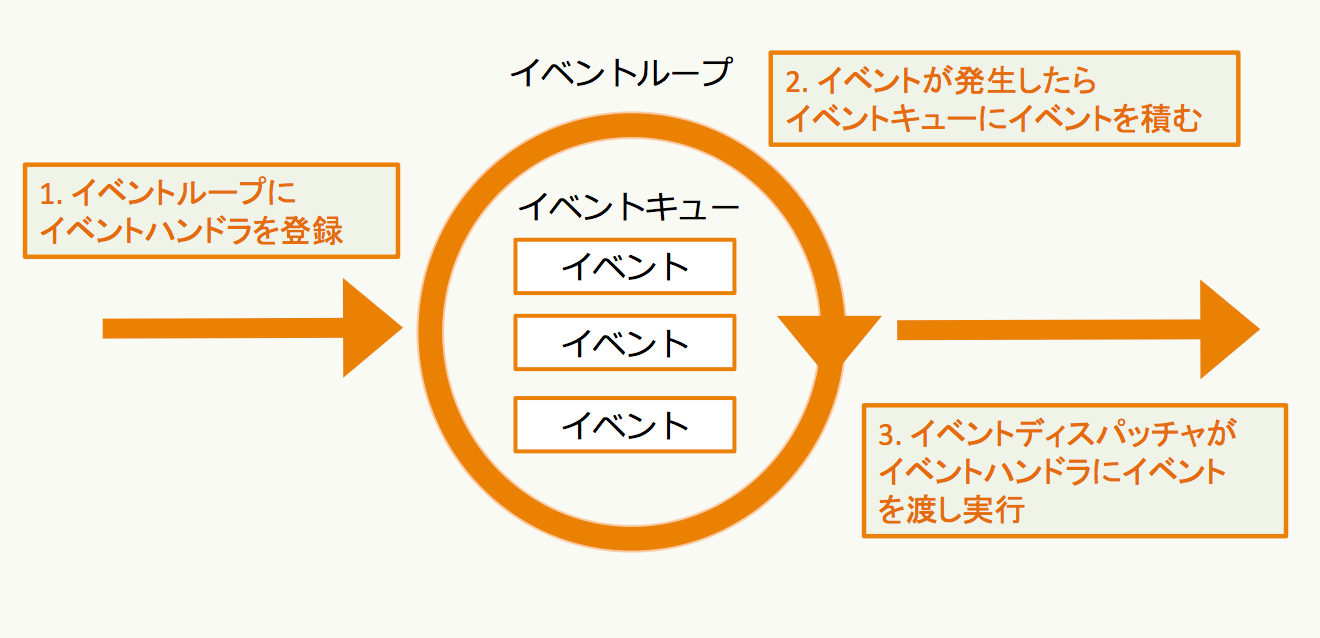 イベントループ
2. イベントが発生したら
イベントキューにイベントを積む
1. イベントループに
イベントハンドラを登録
イベントキュー
イベント
イベント
イベント
3. イベントディスパッチャが
イベントハンドラにイベント
を渡し実行